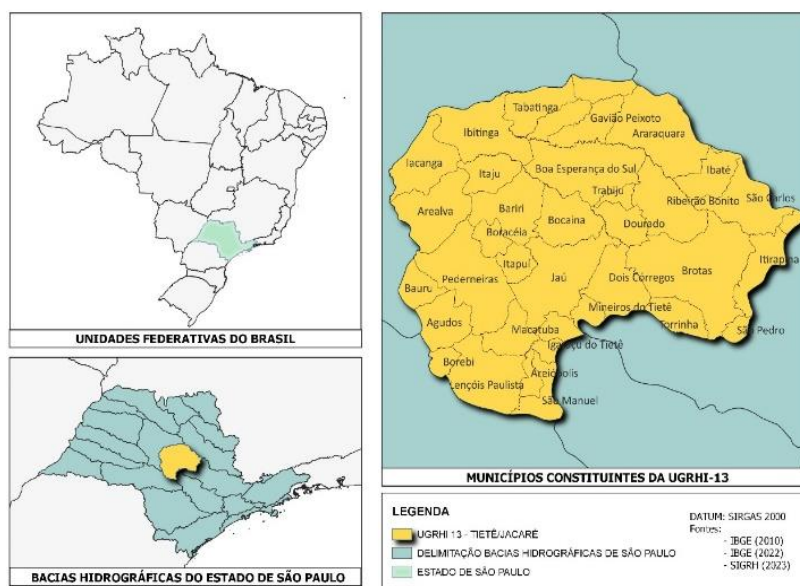 UNIDADES FEDERATIVAS DO BRASIL
BACIAS HIDROGRÁFICAS DO ESTADO DE SÃO PAULO
Tabatinga
Gavião Peixoto
Ibitinga
Araraquara
Iacanga
Itaju
Boa Esperança do Sul
Ibaté
Trabiju
Ribeirão Bonito
São Carlos
Arealva
Bariri
Bocaina
Dourado
Boracéia
Itirapina
Itapuí
Bauru
Pederneiras
Jaú
Dois Córregos
Brotas
Mineiros do Tietê
Agudos
Macatuba
Torrinha
São Pedro
Igaraçu do Tietê
Borebi
Areiópolis
Lençóis Paulista
São Manuel
MUNICÍPIOS CONSTITUINTES DA UGRHI-13
LEGENDA
UGRHI 13 - TIETÊ/JACARÉ
DELIMITAÇÃO BACIAS HIDROGRÁFICAS DE SÃO PAULO
ESTADO DE SÃO PAULO
DATUM: SIRGAS 2000
Fontes:
- IBGE (2010)
- IBGE (2022)
- SIGRH (2023)